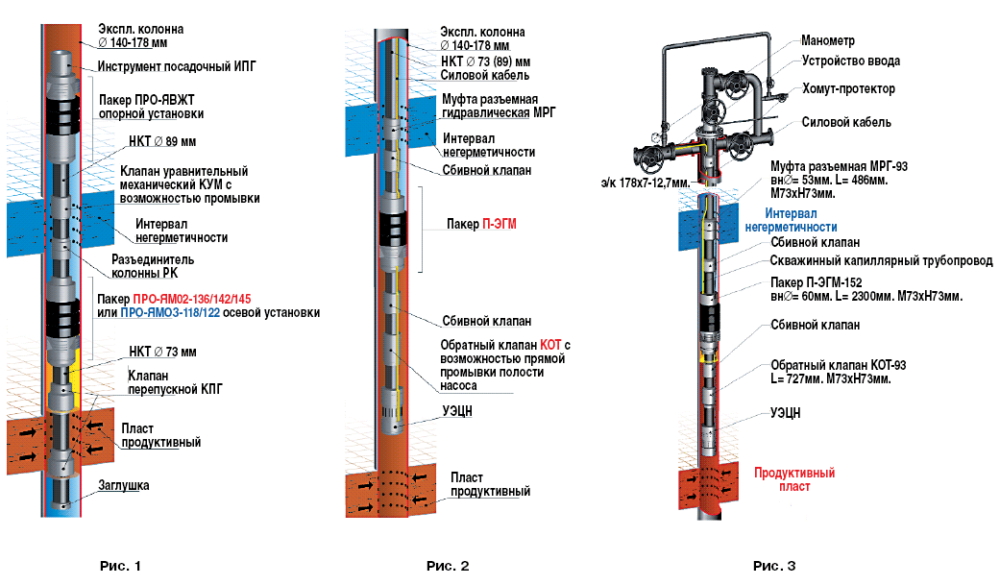 Экспл. колонна
∅ 140-178 мм
Инструмент посадочный ИПГ
Пакер ПРО-ЯВЖТ
опорной установки
НКТ ∅ 89 мм
Клапан уравнительный
механический КУМ с
возможностью промывки
Интервал
негерметичности
Разъединитель
колонны РК
Пакер ПРО-ЯМ02-136/142/145
или ПРО-ЯМО3-118/122 осевой установки
НКТ ∅ 73 мм
Клапан
перепускной КПГ
Пласт
продуктивный
Заглушка
Рис. 1
Экспл. колонна
∅ 140-178 мм
НКТ ∅ 73 (89) мм
Силовой кабель
Муфта разъемная
гидравлическая МРГ
Интервал
негерметичности
Сбивной клапан
Пакер П-ЭГМ
Сбивной клапан
Обратный клапан КОТ с
возможностью прямой
промывки полости
насоса
УЭЦН
Пласт
продуктивный
Рис. 2
Манометр
Устройство ввода
Хомут-протектор
Силовой кабель
э/к 178х7-12,7мм.
Муфта разъемная МРГ-93
вн∅= 53мм. L= 486мм.
М73хН73мм.
Интервал
негерметичности
Сбивной клапан
Скважинный капиллярный трубопровод
Пакер П-ЭГМ-152
вн∅= 60мм. L= 2300мм. М73хН73мм.
Сбивной клапан
Обратный клапан КОТ-93
L= 727мм. М73хН73мм.
УЭЦН
Продуктивный
пласт
Рис. 3